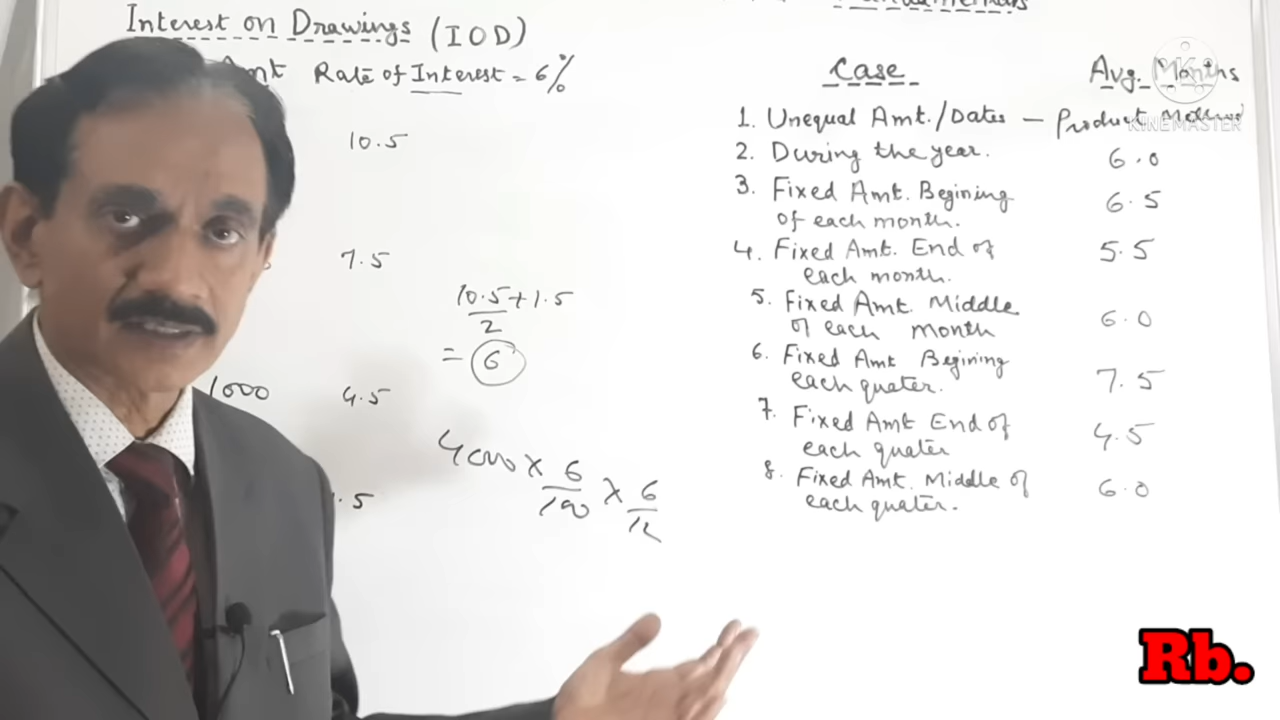 Interest on Drawings (IOD)
Amt Rate of Interest = 6%
10.5
7.5
10.5 + 1.5
2
= 6
1000 4.5
4000 x 6/100 x 6/12
.5
Case Avg. Months
1. Unequal Amt./Dates — Product Method
2. During the year. 6.0
3. Fixed Amt. Begining 6.5
of each month.
4. Fixed Amt. End of 5.5
each month.
5. Fixed Amt. Middle
of each month 6.0
6. Fixed Amt Begining
each quater. 7.5
7. Fixed Amt End of
each quater 4.5
8. Fixed Amt. Middle of 6.0
each quater.
KINEMASTER
Rb.